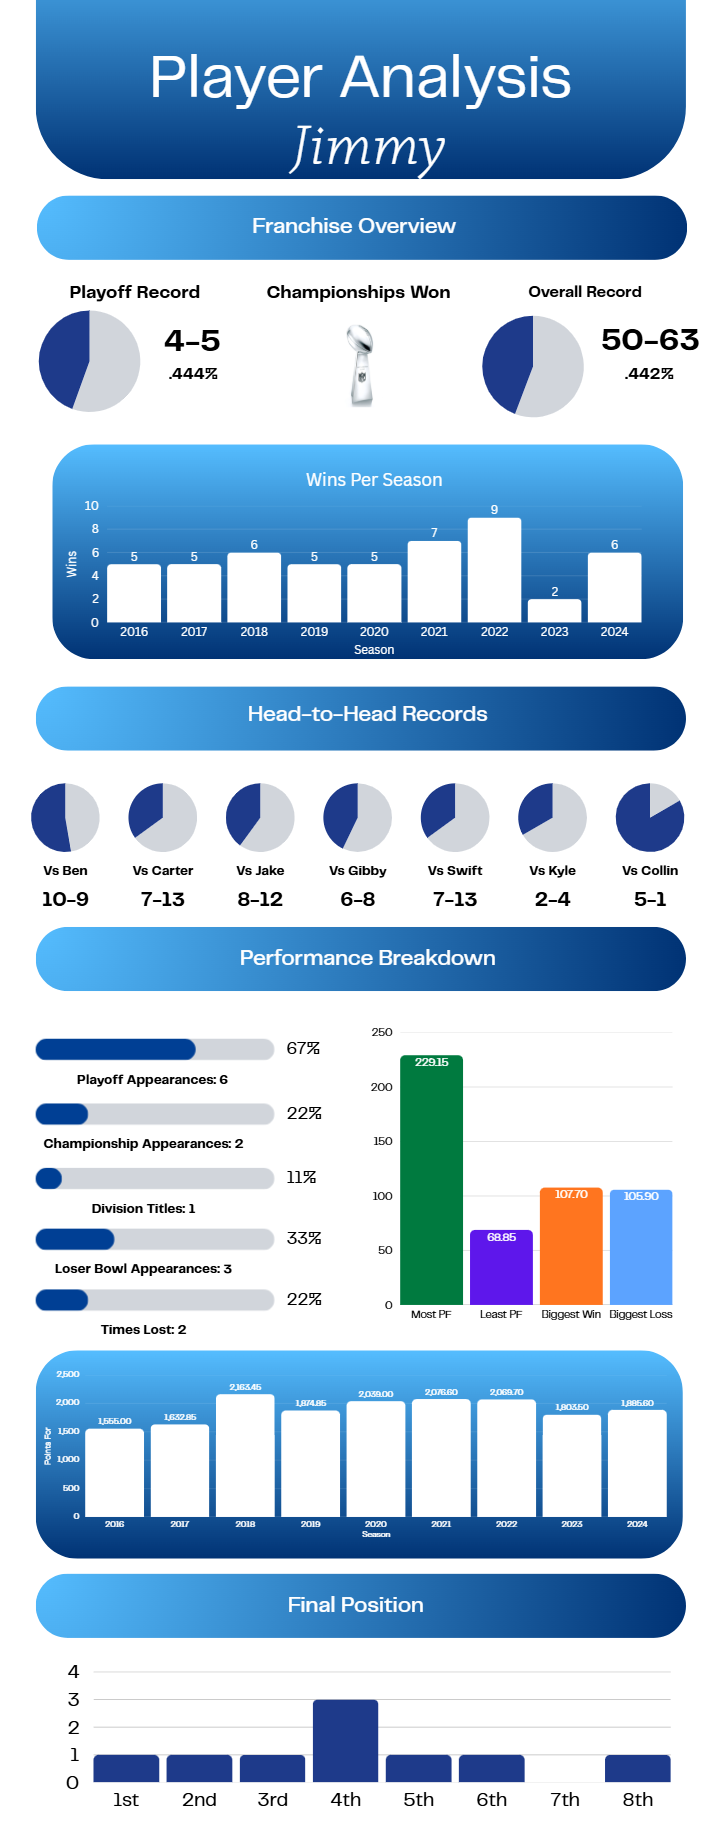 Player Analysis
Jimmy
Franchise Overview
Playoff Record
4-5
.444%
Championships Won
NFL
Overall Record
50-63
.442%
Wins Per Season
Wins
10
8
6
4
2
0
5
5
6
5
5
7
9
2
6
2016 2017 2018 2019 2020 2021 2022 2023 2024
Season
Head-to-Head Records
Vs Ben Vs Carter Vs Jake Vs Gibby Vs Swift Vs Kyle Vs Collin
10-9 7-13 8-12 6-8 7-13 2-4 5-1
Performance Breakdown
67%
Playoff Appearances: 6
22%
Championship Appearances: 2
11%
Division Titles: 1
33%
Loser Bowl Appearances: 3
22%
Times Lost: 2
250
200
150
100
50
0
229.15
68.85
107.70
105.90
Most PF Least PF Biggest Win Biggest Loss
Points For
2,500
2,000
1,500
1,000
500
0
1,555.00
1,632.85
2,163.45
1,874.85
2,039.00
2,076.60
2,069.70
1,803.50
1,885.60
2016 2017 2018 2019 2020 2021 2022 2023 2024
Season
Final Position
4
3
2
1
0
1st 2nd 3rd 4th 5th 6th 7th 8th